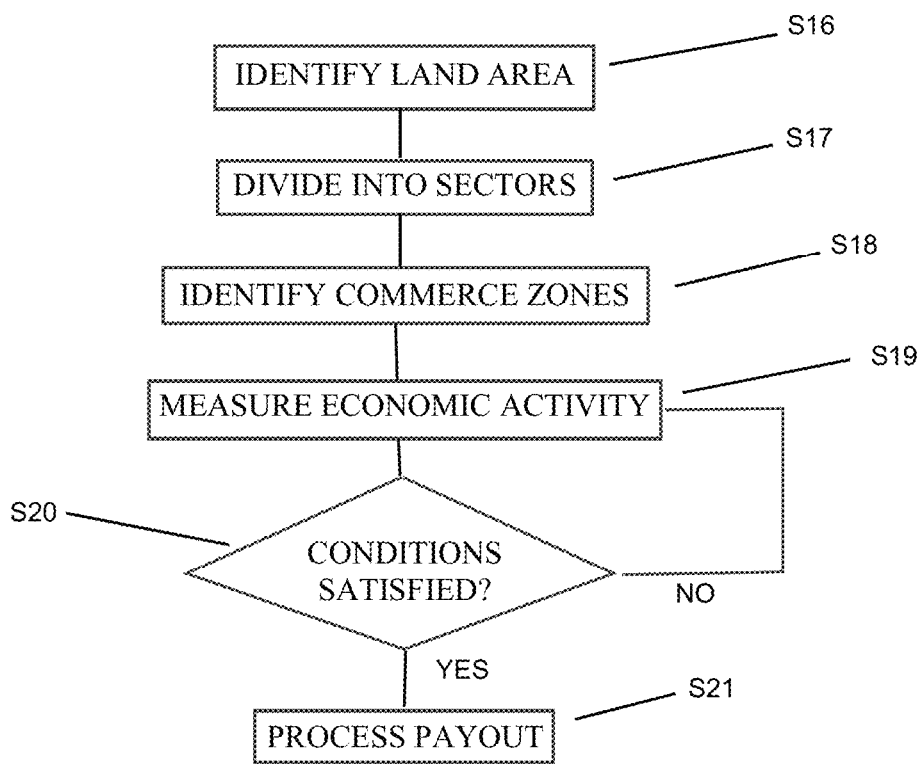 S16
IDENTIFY LAND AREA
S17
DIVIDE INTO SECTORS
S18
IDENTIFY COMMERCE ZONES
S19
MEASURE ECONOMIC ACTIVITY
S20
CONDITIONS
SATISFIED?
NO
YES
S21
PROCESS PAYOUT